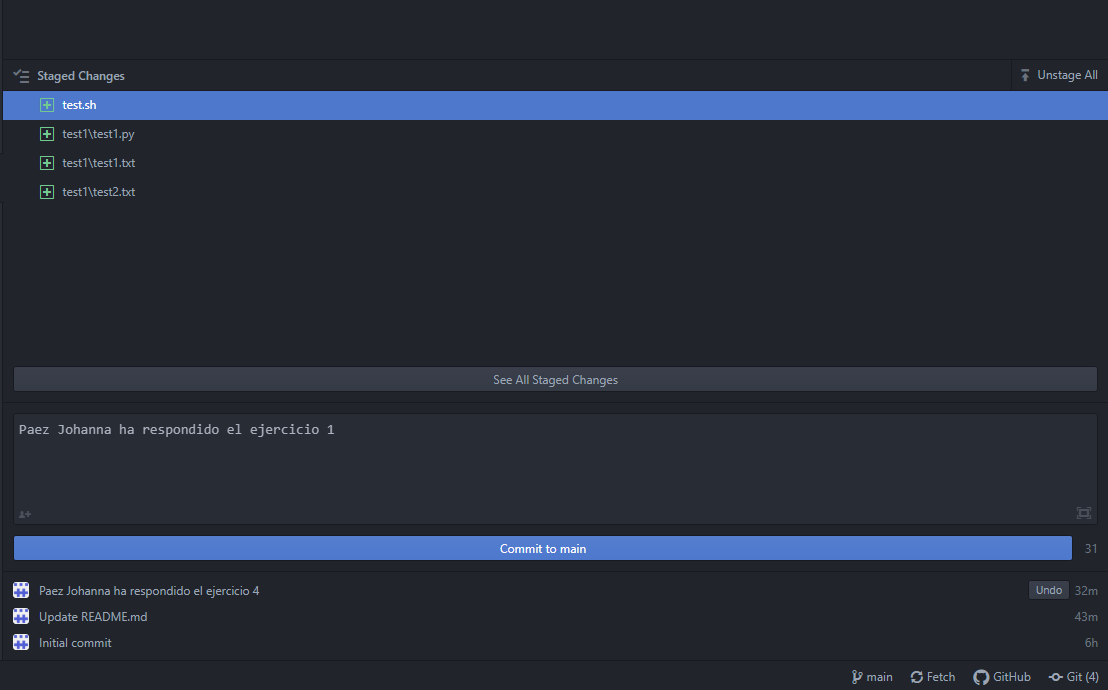 Staged Changes Unstage All
test.sh
test1\test1.py
test1\test1.txt
test1\test2.txt
See All Staged Changes
Paez Johanna ha respondido el ejercicio 1
Commit to main 31
Paez Johanna ha respondido el ejercicio 4 Undo 32m
Update README.md 43m
Initial commit 6h
main Fetch GitHub Git (4)